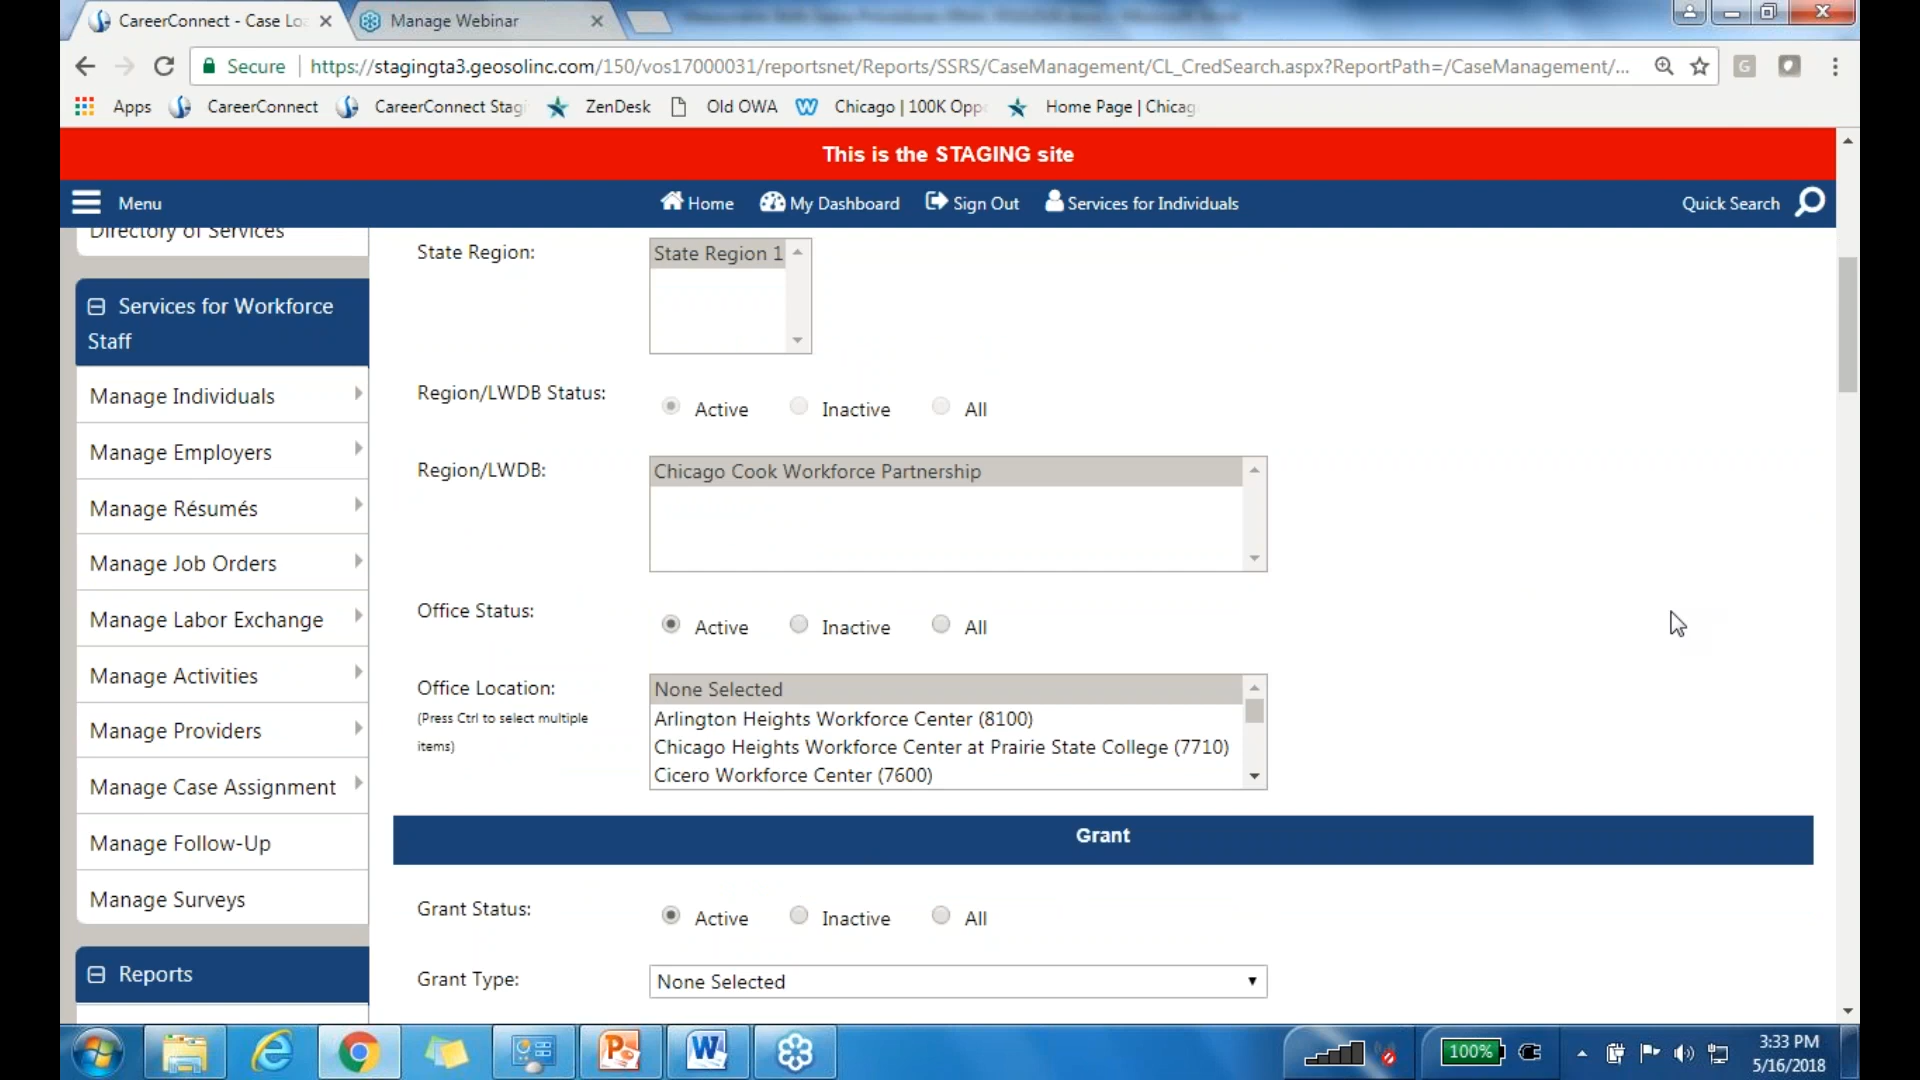 CareerConnect - Case Loa
Manage Webinar
Secure
https://stagingta3.geosolinc.com/150/vos17000031/reportsnet/Reports/SSRS/CaseManagement/CL_CredSearch.aspx?ReportPath=/CaseManagement/...
Apps
CareerConnect
CareerConnect Stagi
ZenDesk
Old OWA
Chicago | 100K Oppo
Home Page | Chicag
This is the STAGING site
Menu
Home
My Dashboard
Sign Out
Services for Individuals
Quick Search
Directory of Services
Services for Workforce
Staff
Manage Individuals
Manage Employers
Manage Résumés
Manage Job Orders
Manage Labor Exchange
Manage Activities
Manage Providers
Manage Case Assignment
Manage Follow-Up
Manage Surveys
Reports
State Region:
State Region 1
Region/LWDB Status:
Active
Inactive
All
Region/LWDB:
Chicago Cook Workforce Partnership
Office Status:
Active
Inactive
All
Office Location:
(Press Ctrl to select multiple
items)
None Selected
Arlington Heights Workforce Center (8100)
Chicago Heights Workforce Center at Prairie State College (7710)
Cicero Workforce Center (7600)
Grant
Grant Status:
Active
Inactive
All
Grant Type:
None Selected
100%
3:33 PM
5/16/2018